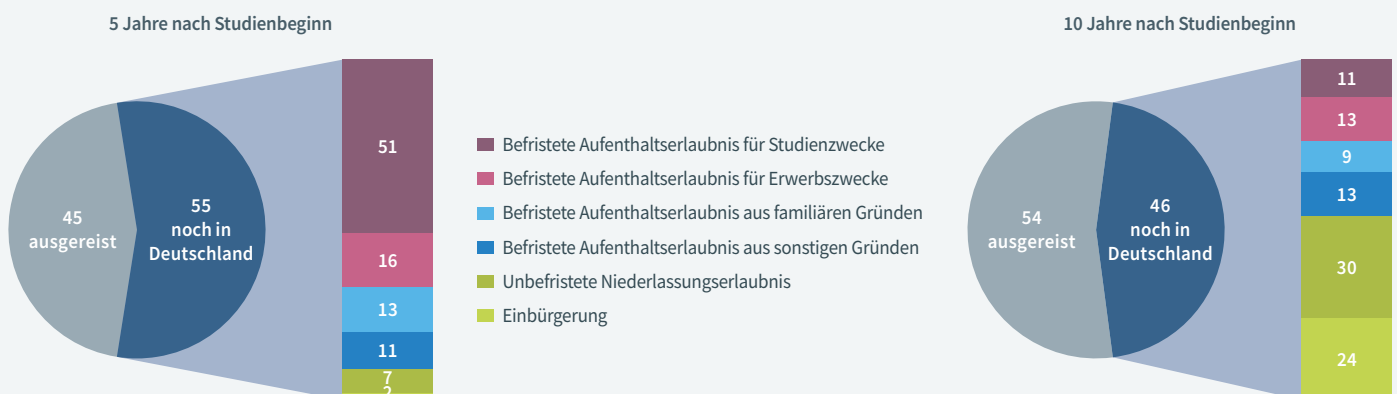 5 Jahre nach Studienbeginn
45
ausgereist
55
noch in
Deutschland
51
16
13
11
7
Befristete Aufenthaltserlaubnis für Studienzwecke
Befristete Aufenthaltserlaubnis für Erwerbszwecke
Befristete Aufenthaltserlaubnis aus familiären Gründen
Befristete Aufenthaltserlaubnis aus sonstigen Gründen
Unbefristete Niederlassungserlaubnis
Einbürgerung
10 Jahre nach Studienbeginn
54
ausgereist
46
noch in
Deutschland
11
13
9
13
30
24